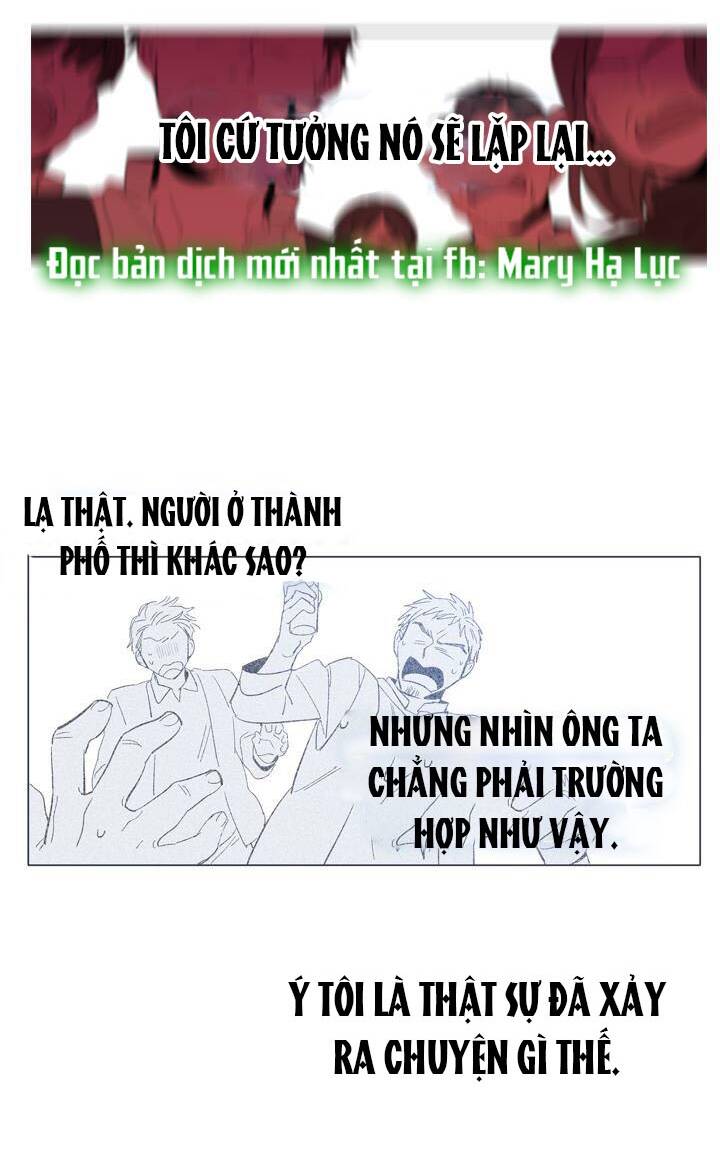 TÔI CỨ TƯỞNG NÓ SẼ LẶP LẠI...
Đọc bản dịch mới nhất tại fb: Mary Hạ Lục
LẠ THẬT. NGƯỜI Ở THÀNH
PHỐ THÌ KHÁC SAO?
NHƯNG NHÌN ÔNG TA
CHẲNG PHẢI TRƯỜNG
HỢP NHƯ VẬY.
Ý TÔI LÀ THẬT SỰ ĐÃ XẢY
RA CHUYỆN GÌ THẾ.